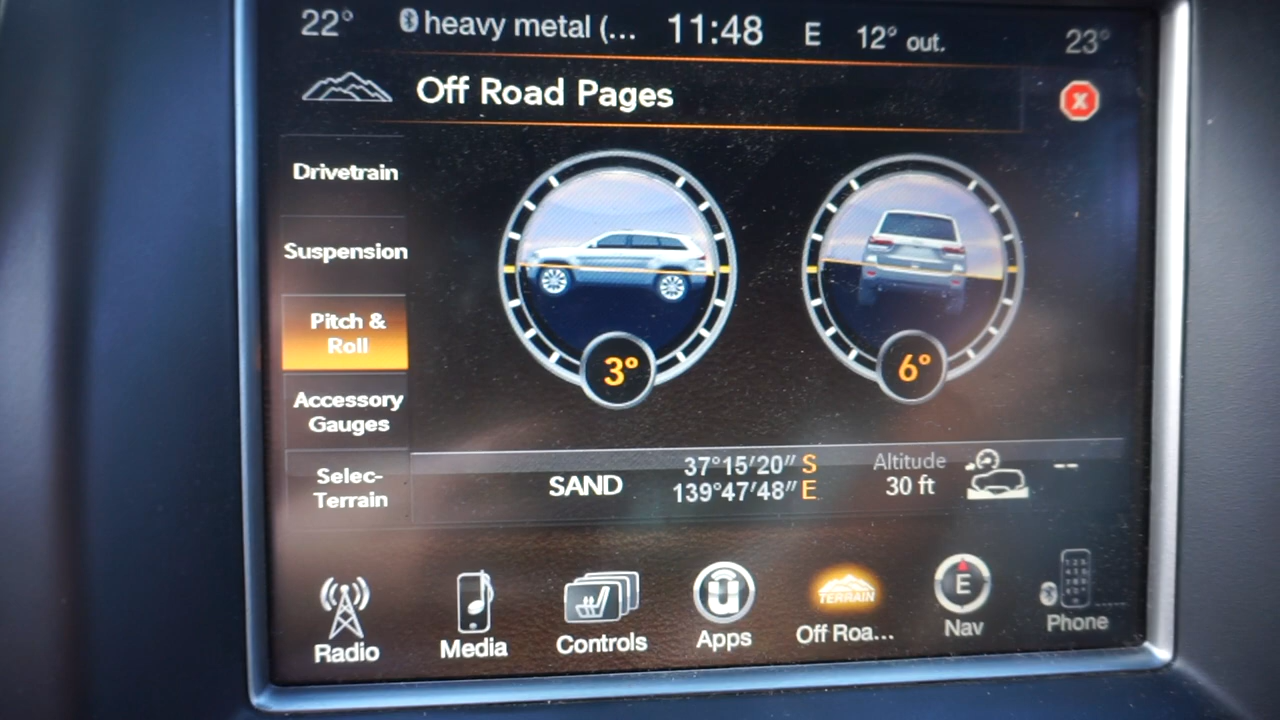 22° heavy metal (... 11:48 E 12° out. 23°
Off Road Pages
X
Drivetrain
Suspension
Pitch &
Roll
Accessory
Gauges
Selec-
Terrain
3°
6°
SAND
37°15'20" S
139°47'48" E
Altitude
30 ft
--
TERRAIN
E
Radio
Media
Controls
Apps
Off Roa...
Nav
Phone